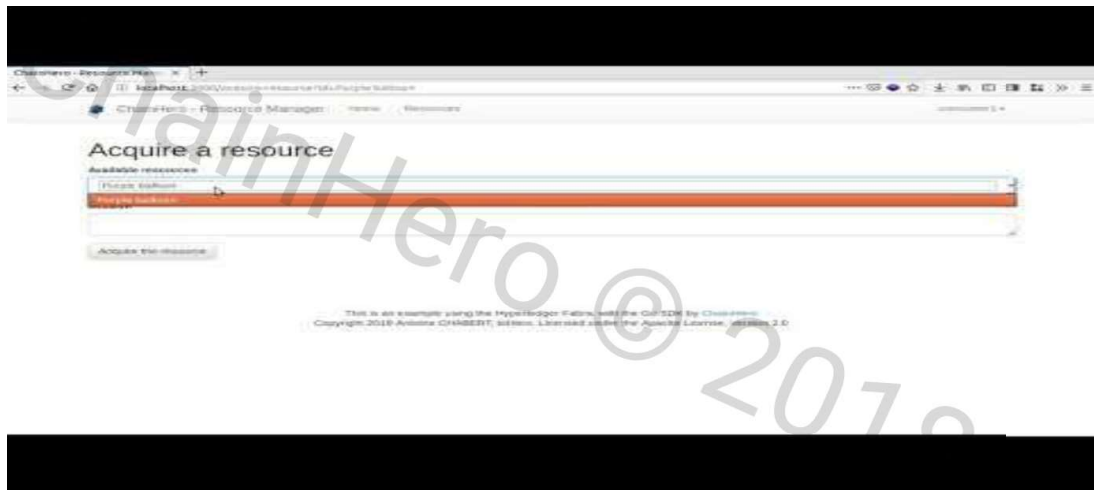 ChainHero - Resource Man
localhost
ChainHero - Resource Manager Home Resources
Acquire a resource
Available resources
Purple balloon
Purple balloon
Acquire the resource
This is an example using the Hyperledger Fabric, with the Go SDK by ChainHero
Copyright 2018 Antoine CHABERT, Licensed under the Apache License, Version 2.0
ChainHero © 2018